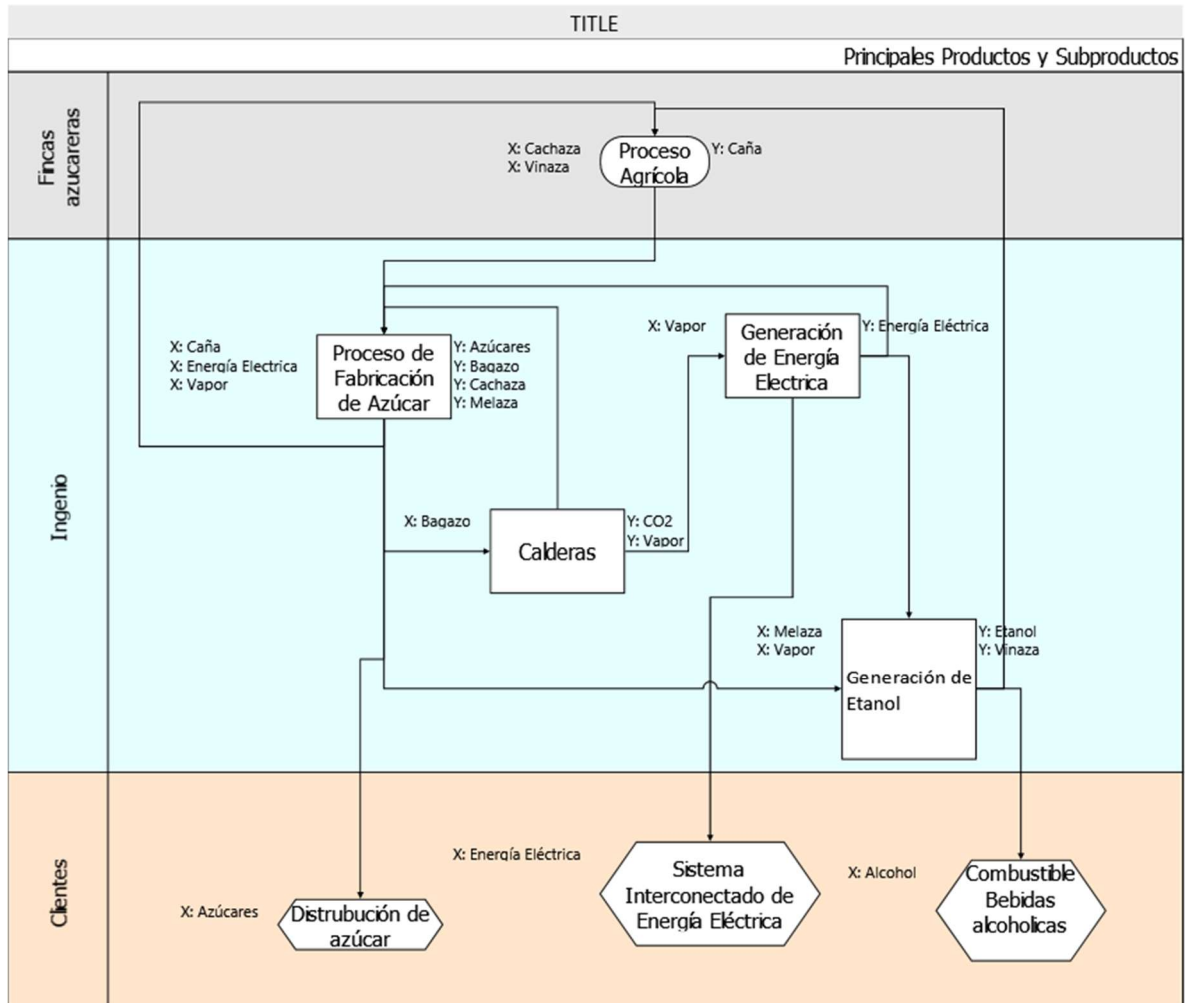 TITLE
Principales Productos y Subproductos
Fincas
azucareras
X: Cachaza
X: Vinaza
Proceso
Agrícola
Y: Caña
Ingenio
X: Caña
X: Energía Electrica
X: Vapor
Proceso de
Fabricación
de Azúcar
Y: Azúcares
Y: Bagazo
Y: Cachaza
Y: Melaza
X: Vapor
Generación
de Energía
Electrica
Y: Energía Eléctrica
X: Bagazo
Calderas
Y: CO2
Y: Vapor
X: Melaza
X: Vapor
Generación de
Etanol
Y: Etanol
Y: Vinaza
Clientes
X: Azúcares
Distrubución de
azúcar
X: Energía Eléctrica
Sistema
Interconectado de
Energía Eléctrica
X: Alcohol
Combustible
Bebidas
alcoholicas